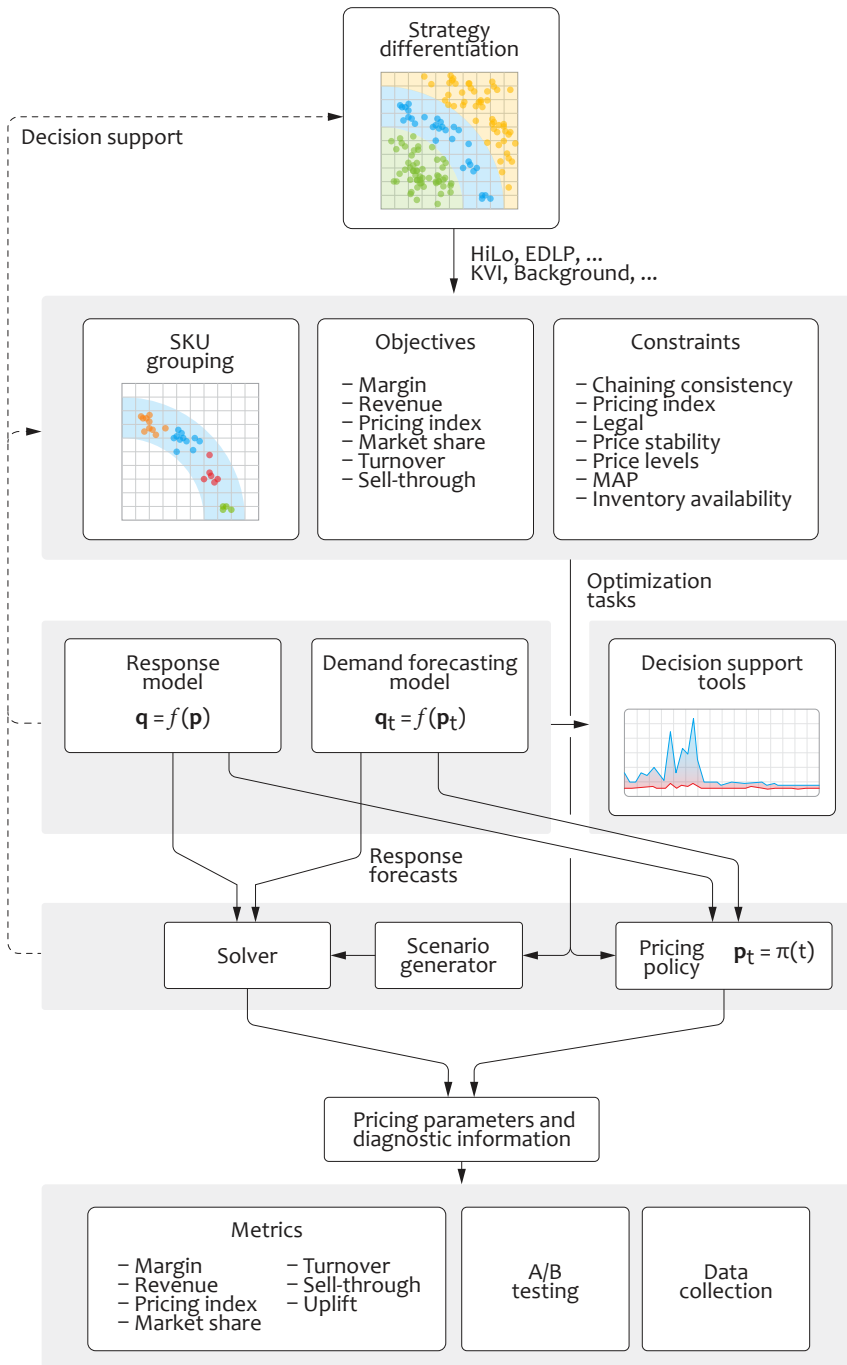 Strategy
differentiation
Decision support
HiLo, EDLP, ...
KVI, Background, ...
SKU
grouping
Objectives
– Margin
– Revenue
– Pricing index
– Market share
– Turnover
– Sell-through
Constraints
– Chaining consistency
– Pricing index
– Legal
– Price stability
– Price levels
– MAP
– Inventory availability
Optimization
tasks
Response
model
q = f(p)
Demand forecasting
model
qt = f(pt)
Decision support
tools
Response
forecasts
Solver
Scenario
generator
Pricing
policy
pt = π(t)
Pricing parameters and
diagnostic information
Metrics
– Margin
– Revenue
– Pricing index
– Market share
– Turnover
– Sell-through
– Uplift
A/B
testing
Data
collection